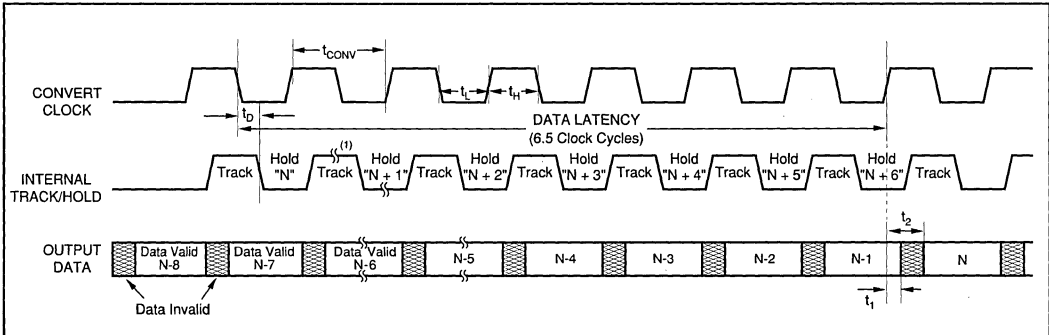 t_CONV
CONVERT
CLOCK
t_L
t_H
t_D
DATA LATENCY
(6.5 Clock Cycles)
INTERNAL
TRACK/HOLD
Track
Hold
"N"
(1)
Track
Hold
"N + 1"
Track
Hold
"N + 2"
Track
Hold
"N + 3"
Track
Hold
"N + 4"
Track
Hold
"N + 5"
Track
Hold
"N + 6"
Track
t_2
OUTPUT
DATA
Data Valid
N-8
Data Valid
N-7
Data Valid
N-6
N-5
N-4
N-3
N-2
N-1
N
Data Invalid
t_1